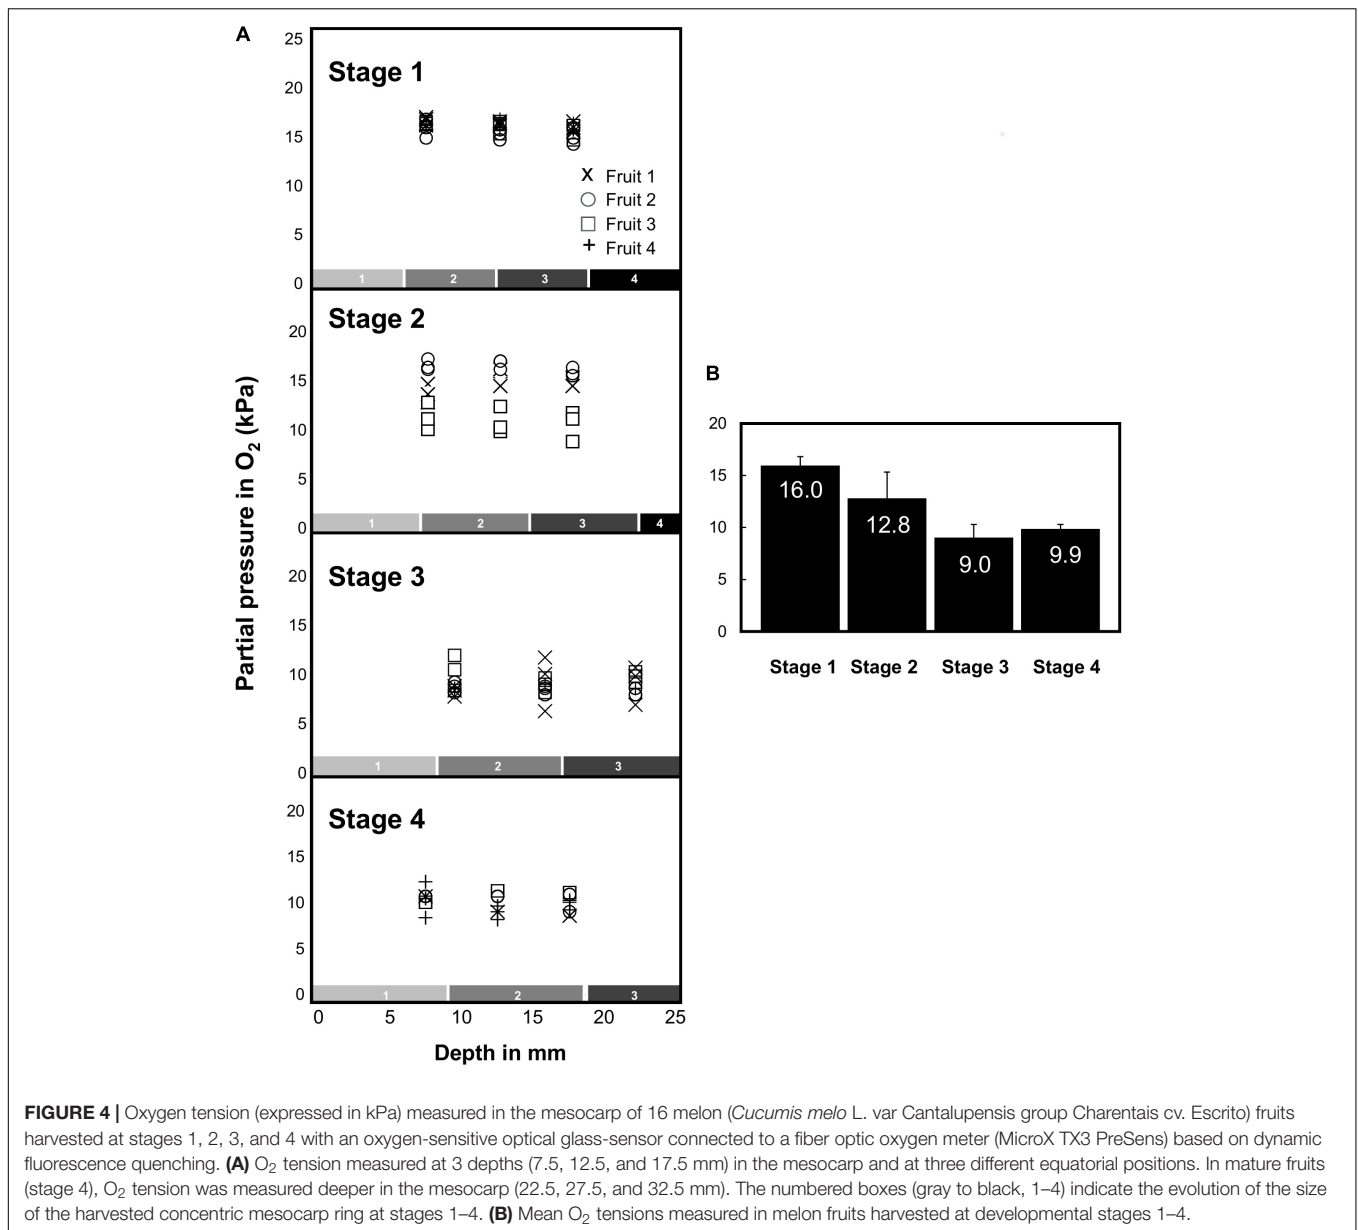 A
25
20
15
10
5
0
Stage 1
X Fruit 1
Fruit 2
Fruit 3
+ Fruit 4
1 2 3 4
Stage 2
20
15
10
5
0
1 2 3 4
Stage 3
20
15
10
5
0
1 2 3
Stage 4
20
15
10
5
0
1 2 3
0 5 10 15 20 25
Depth in mm
Partial pressure in O2 (kPa)
B
20
15
10
5
0
16.0
12.8
9.0
9.9
Stage 1 Stage 2 Stage 3 Stage 4
FIGURE 4 | Oxygen tension (expressed in kPa) measured in the mesocarp of 16 melon (Cucumis melo L. var Cantalupensis group Charentais cv. Escrito) fruits
harvested at stages 1, 2, 3, and 4 with an oxygen-sensitive optical glass-sensor connected to a fiber optic oxygen meter (MicroX TX3 PreSens) based on dynamic
fluorescence quenching. (A) O2 tension measured at 3 depths (7.5, 12.5, and 17.5 mm) in the mesocarp and at three different equatorial positions. In mature fruits
(stage 4), O2 tension was measured deeper in the mesocarp (22.5, 27.5, and 32.5 mm). The numbered boxes (gray to black, 1–4) indicate the evolution of the size
of the harvested concentric mesocarp ring at stages 1–4. (B) Mean O2 tensions measured in melon fruits harvested at developmental stages 1–4.